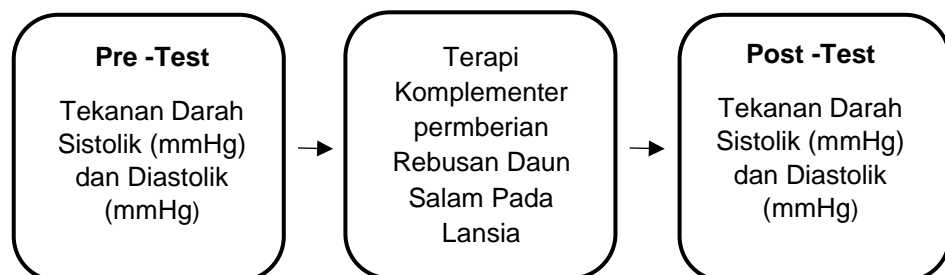 Pre -Test
Tekanan Darah
Sistolik (mmHg)
dan Diastolik
(mmHg)
Terapi
Komplementer
permberian
Rebusan Daun
Salam Pada
Lansia
Post -Test
Tekanan Darah
Sistolik (mmHg)
dan Diastolik
(mmHg)